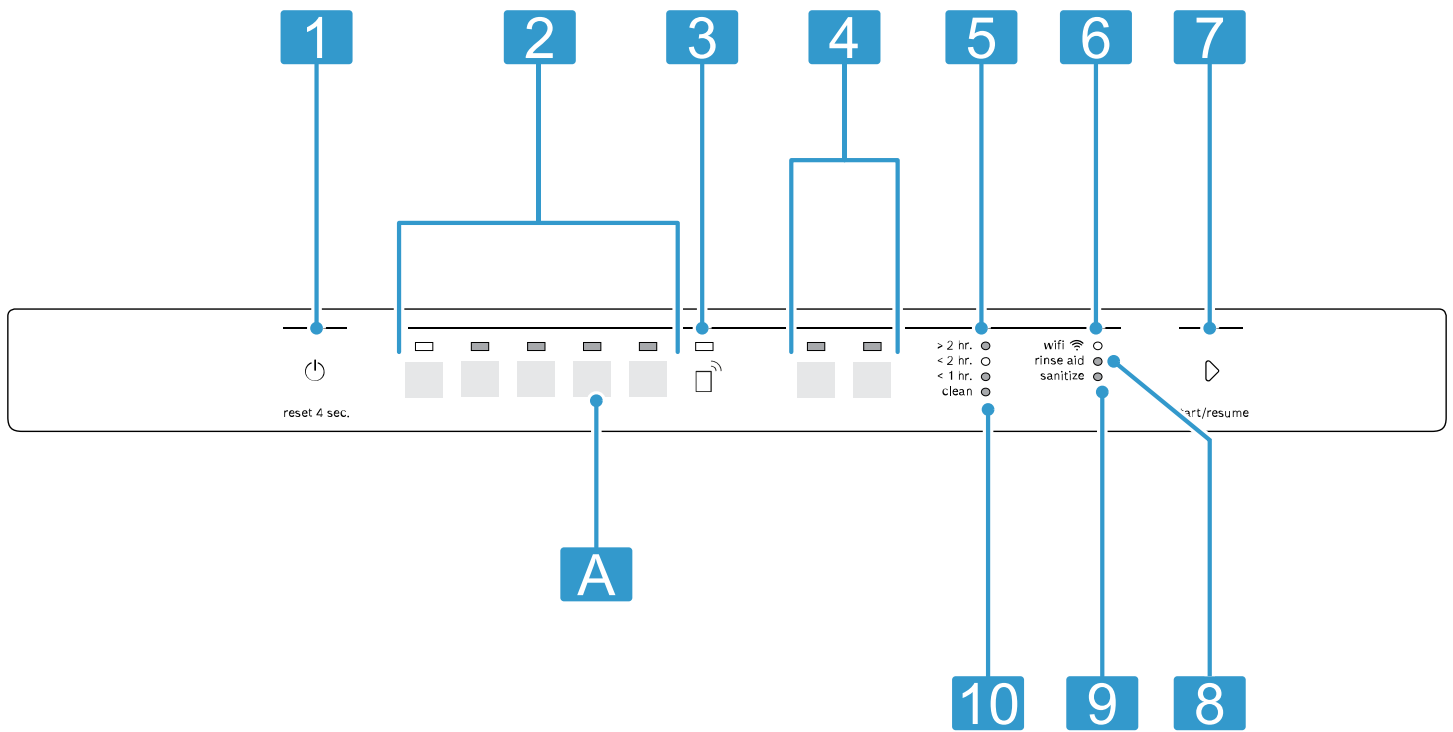 1
2
3
4
5
6
7
> 2 hr.
< 2 hr.
< 1 hr.
clean
wifi
rinse aid
sanitize
reset 4 sec.
art/resume
A
10
9
8